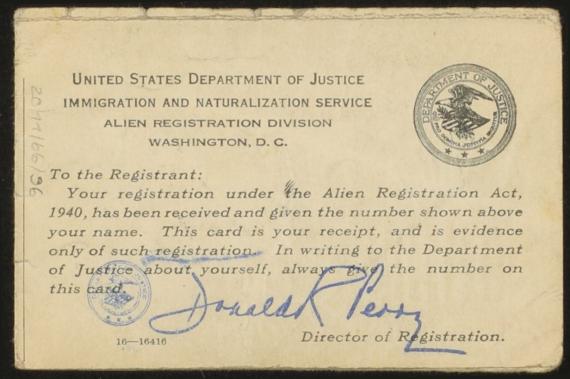 UNITED STATES DEPARTMENT OF JUSTICE
IMMIGRATION AND NATURALIZATION SERVICE
ALIEN REGISTRATION DIVISION
WASHINGTON, D. C.
DEPARTMENT OF JUSTICE
To the Registrant:
Your registration under the Alien Registration Act,
1940, has been received and given the number shown above
your name. This card is your receipt, and is evidence
only of such registration. In writing to the Department
of Justice about yourself, always give the number on
this card.
Donald R Perry
Director of Registration.
16—16416